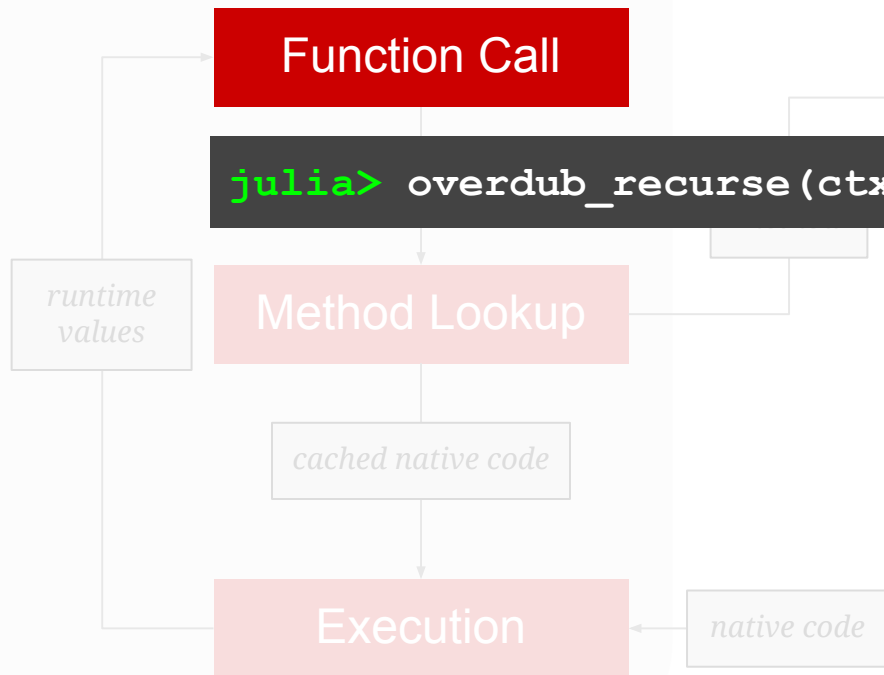 Function Call
julia> overdub_recurse(ctx
runtime
values
Method Lookup
cached native code
Execution
native code